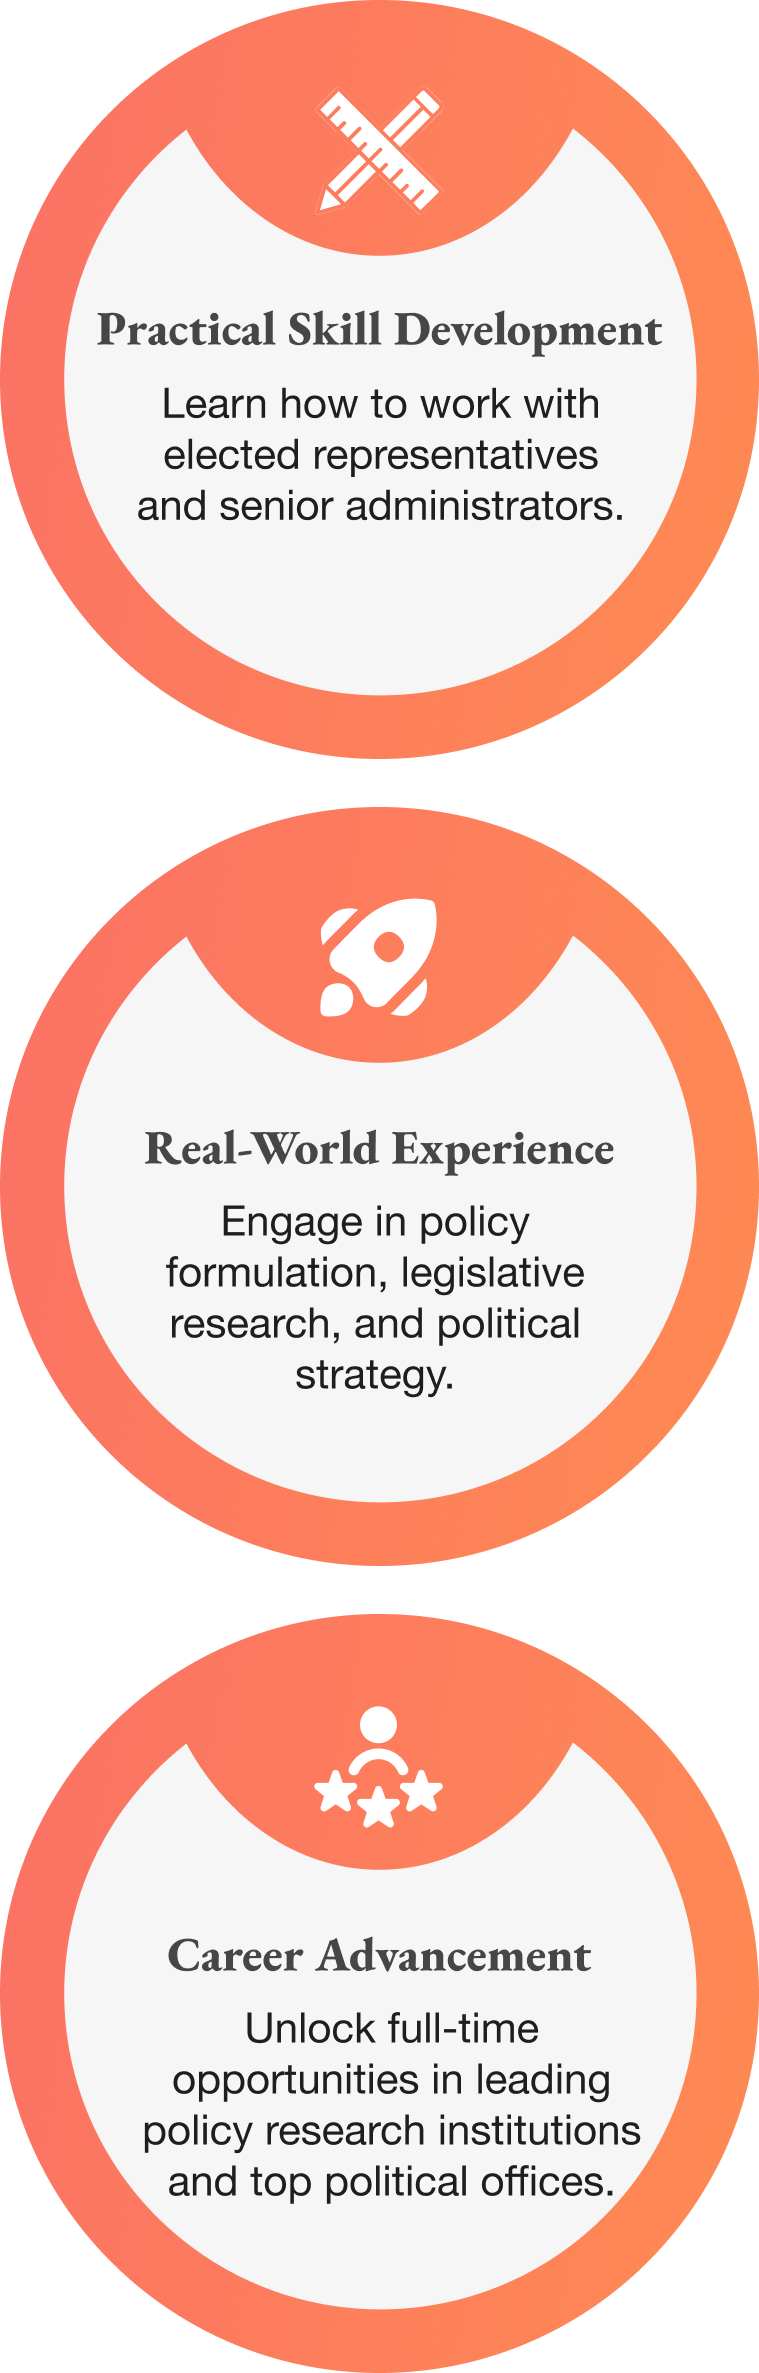 Practical Skill Development
Learn how to work with
elected representatives
and senior administrators.
Real-World Experience
Engage in policy
formulation, legislative
research, and political
strategy.
Career Advancement
Unlock full-time
opportunities in leading
policy research institutions
and top political offices.